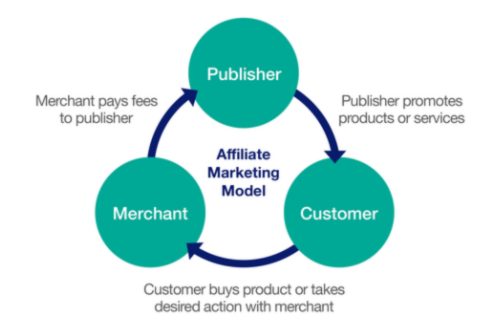 Publisher
Merchant pays fees
to publisher
Publisher promotes
products or services
Affiliate
Marketing
Model
Merchant
Customer
Customer buys product or takes
desired action with merchant